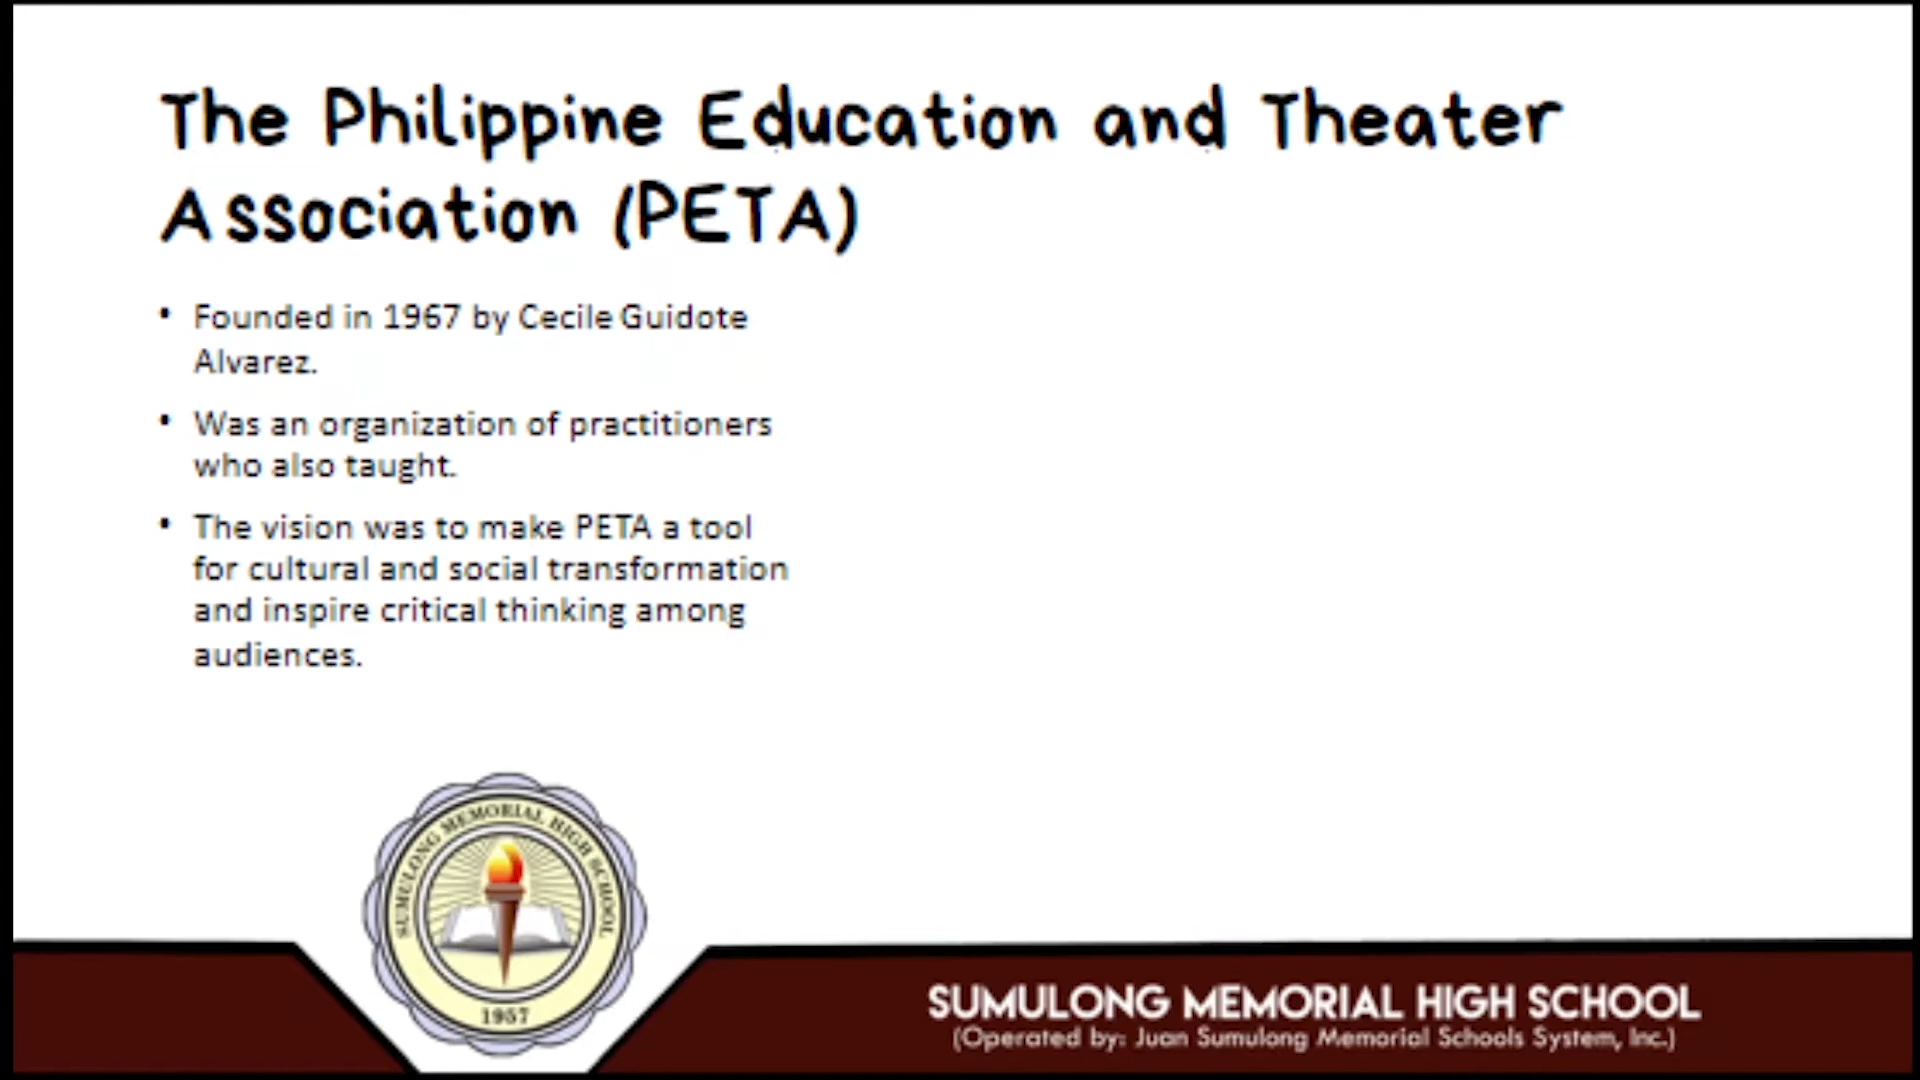 The Philippine Education and Theater
Association (PETA)
• Founded in 1967 by Cecile Guidote
Alvarez.
• Was an organization of practitioners
who also taught.
• The vision was to make PETA a tool
for cultural and social transformation
and inspire critical thinking among
audiences.
SUMULONG MEMORIAL HIGH SCHOOL
1957
SUMULONG MEMORIAL HIGH SCHOOL
(Operated by: Juan Sumulong Memorial Schools System, Inc.)